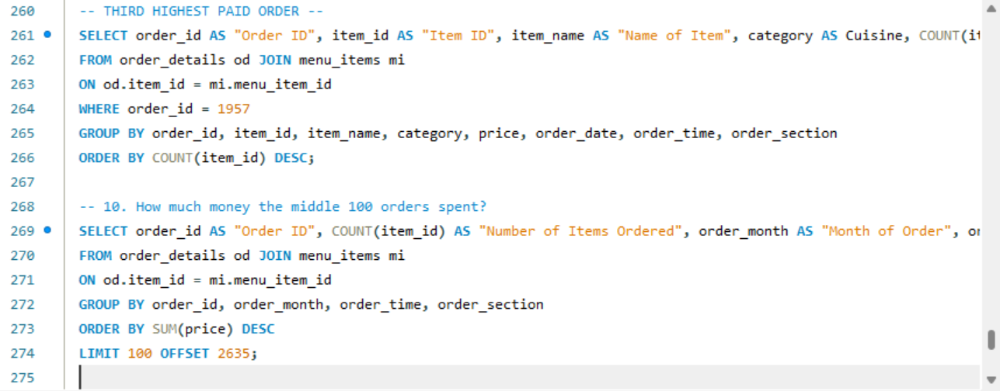 260 -- THIRD HIGHEST PAID ORDER --
261 SELECT order_id AS "Order ID", item_id AS "Item ID", item_name AS "Name of Item", category AS Cuisine, COUNT(it
262 FROM order_details od JOIN menu_items mi
263 ON od.item_id = mi.menu_item_id
264 WHERE order_id = 1957
265 GROUP BY order_id, item_id, item_name, category, price, order_date, order_time, order_section
266 ORDER BY COUNT(item_id) DESC;
267
268 -- 10. How much money the middle 100 orders spent?
269 SELECT order_id AS "Order ID", COUNT(item_id) AS "Number of Items Ordered", order_month AS "Month of Order", or
270 FROM order_details od JOIN menu_items mi
271 ON od.item_id = mi.menu_item_id
272 GROUP BY order_id, order_month, order_time, order_section
273 ORDER BY SUM(price) DESC
274 LIMIT 100 OFFSET 2635;
275